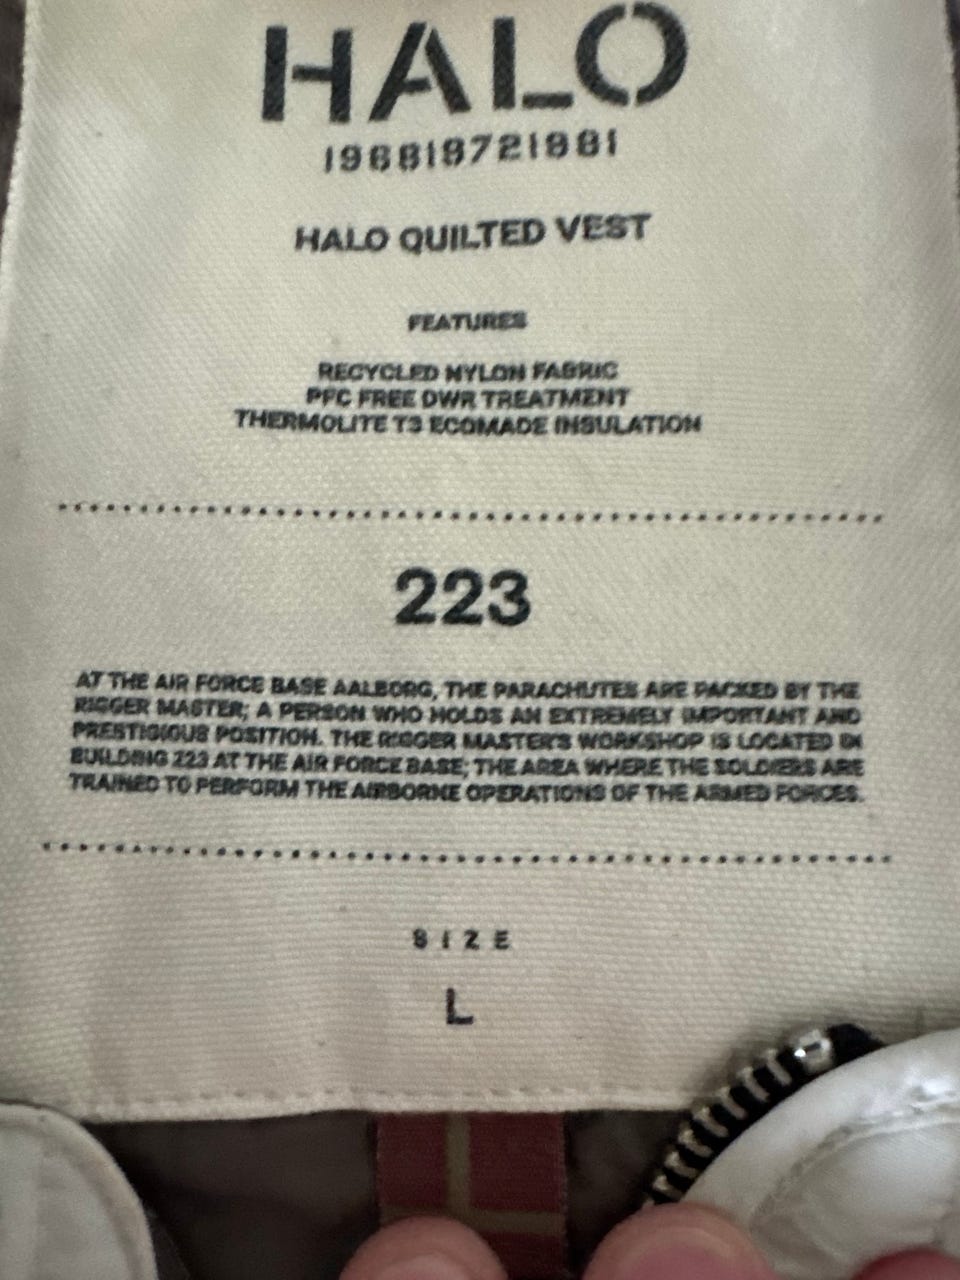 HALO
196819721981
HALO QUILTED VEST
FEATURES
RECYCLED NYLON FABRIC
PFC FREE DWR TREATMENT
THERMOLITE T3 ECOMADE INSULATION
223
AT THE AIR FORCE BASE AALBORG, THE PARACHUTES ARE PACKED BY THE
RIGGER MASTER; A PERSON WHO HOLDS AN EXTREMELY IMPORTANT AND
PRESTIGIOUS POSITION. THE RIGGER MASTER'S WORKSHOP IS LOCATED IN
BUILDING 223 AT THE AIR FORCE BASE; THE AREA WHERE THE SOLDIERS ARE
TRAINED TO PERFORM THE AIRBORNE OPERATIONS OF THE ARMED FORCES.
SIZE
L